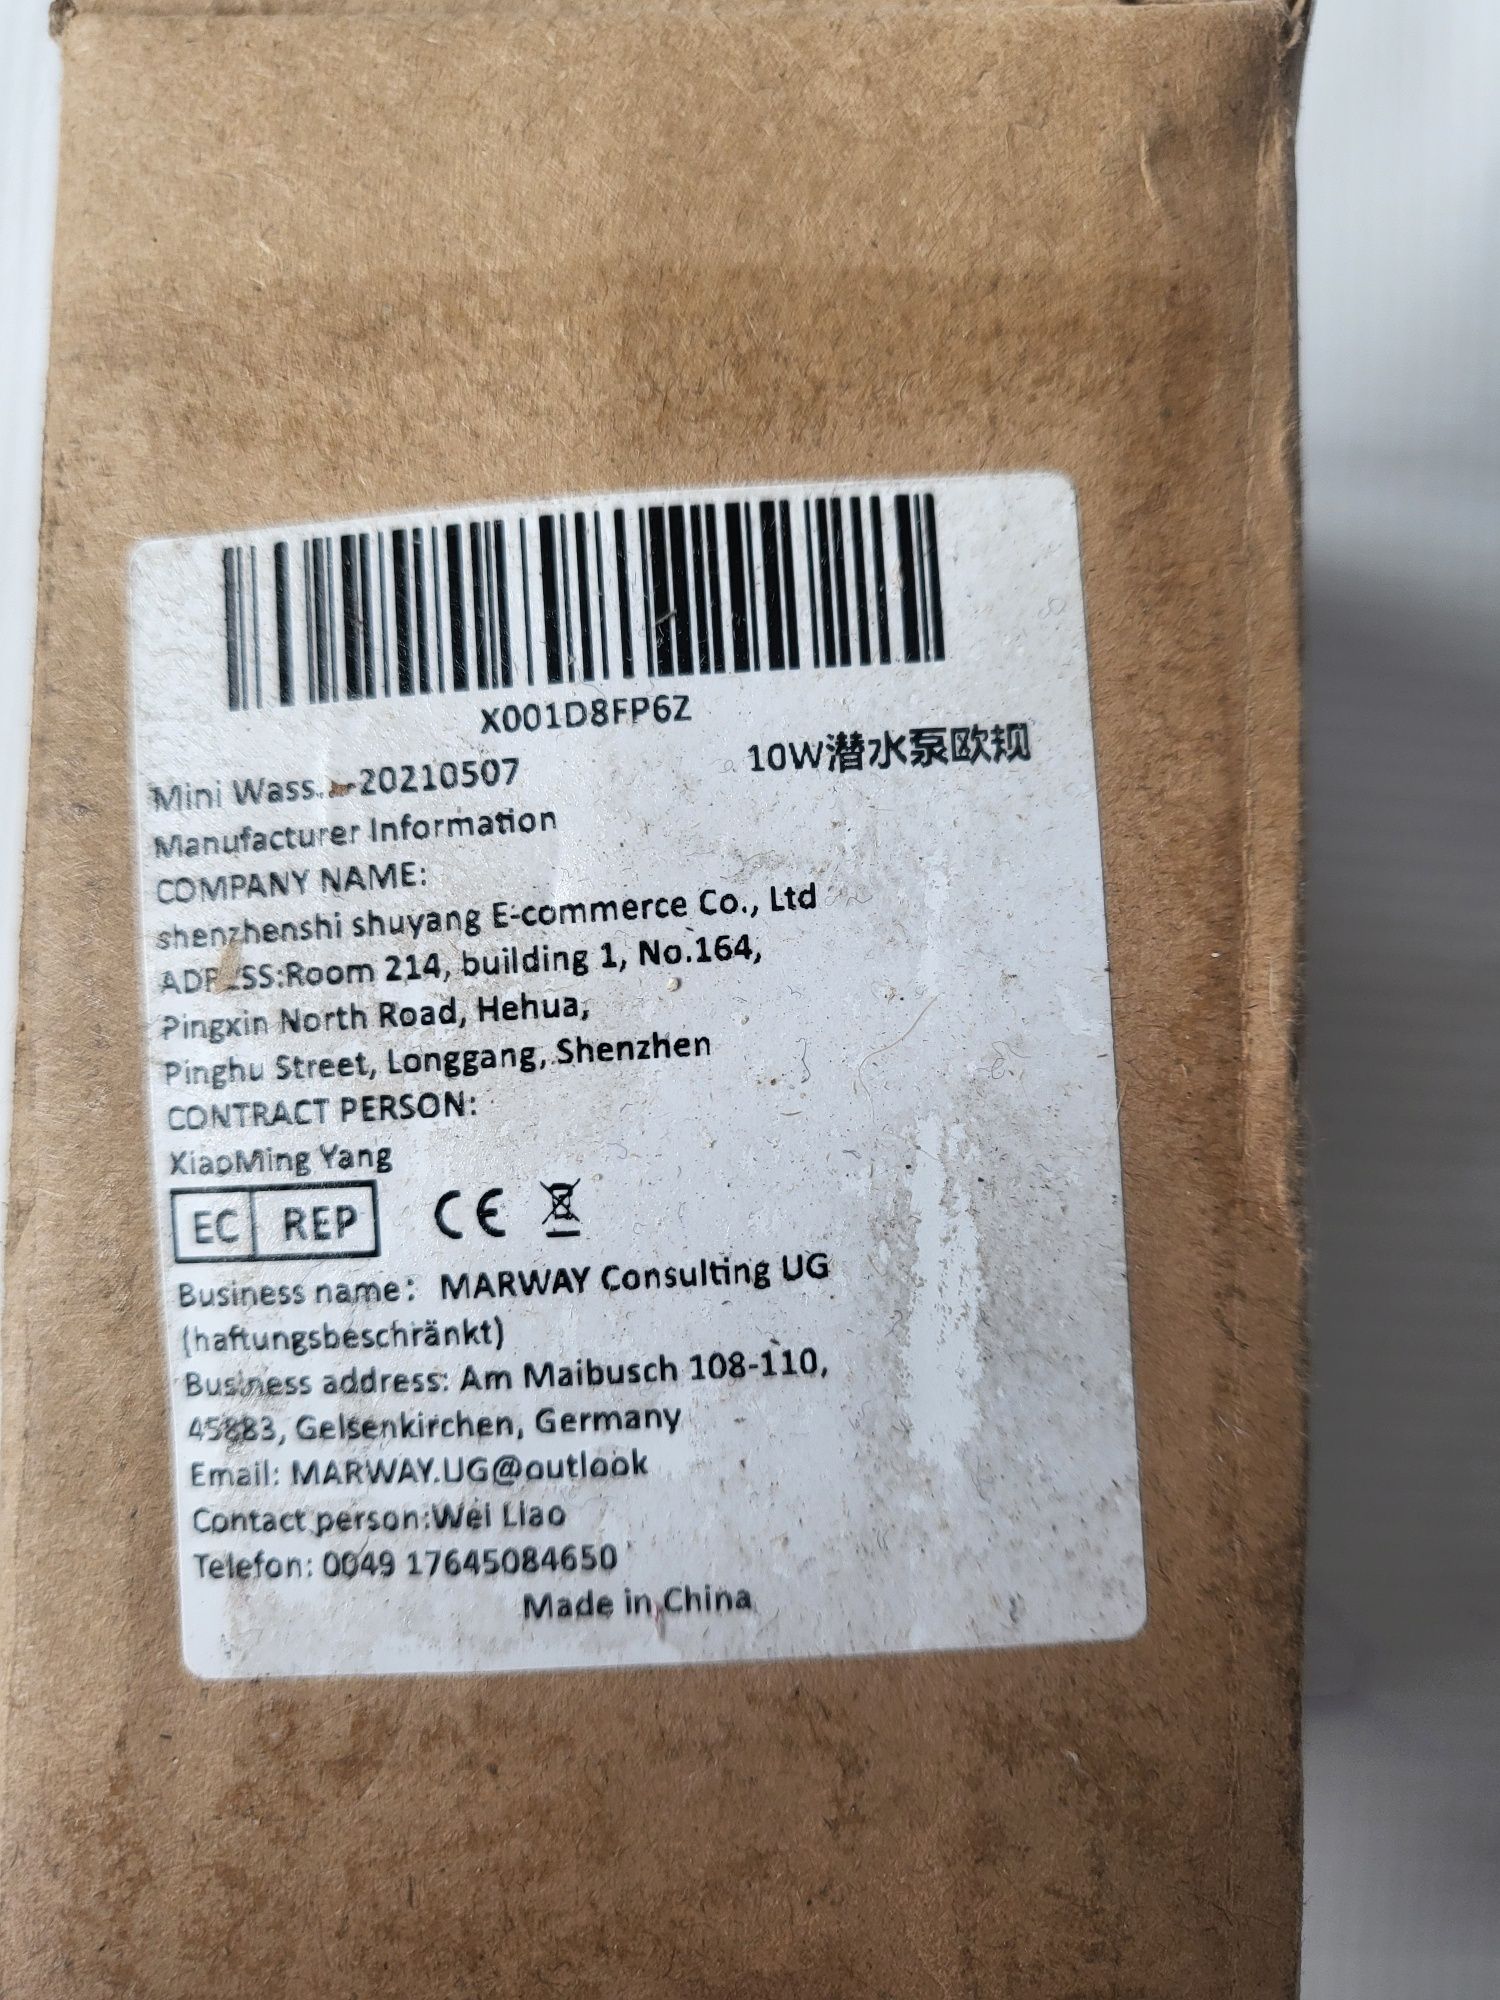 X001D8FP6Z
10W潜水泵欧规
Mini Wass...-20210507
Manufacturer Information
COMPANY NAME:
shenzhenshi shuyang E-commerce Co., Ltd
Room 214, building 1, No.164,
Pingxin North Road, Hehua,
Pinghu Street, Longgang, Shenzhen
CONTRACT PERSON:
XiaoMing Yang
EC REP CE
Business name： MARWAY Consulting UG
(haftungsbeschränkt)
Business address: Am Maibusch 108-110,
45883, Gelsenkirchen, Germany
Email: MARWAY.UG@outlook
Contact person:Wei Liao
Telefon: 0049 17645084650
Made in China